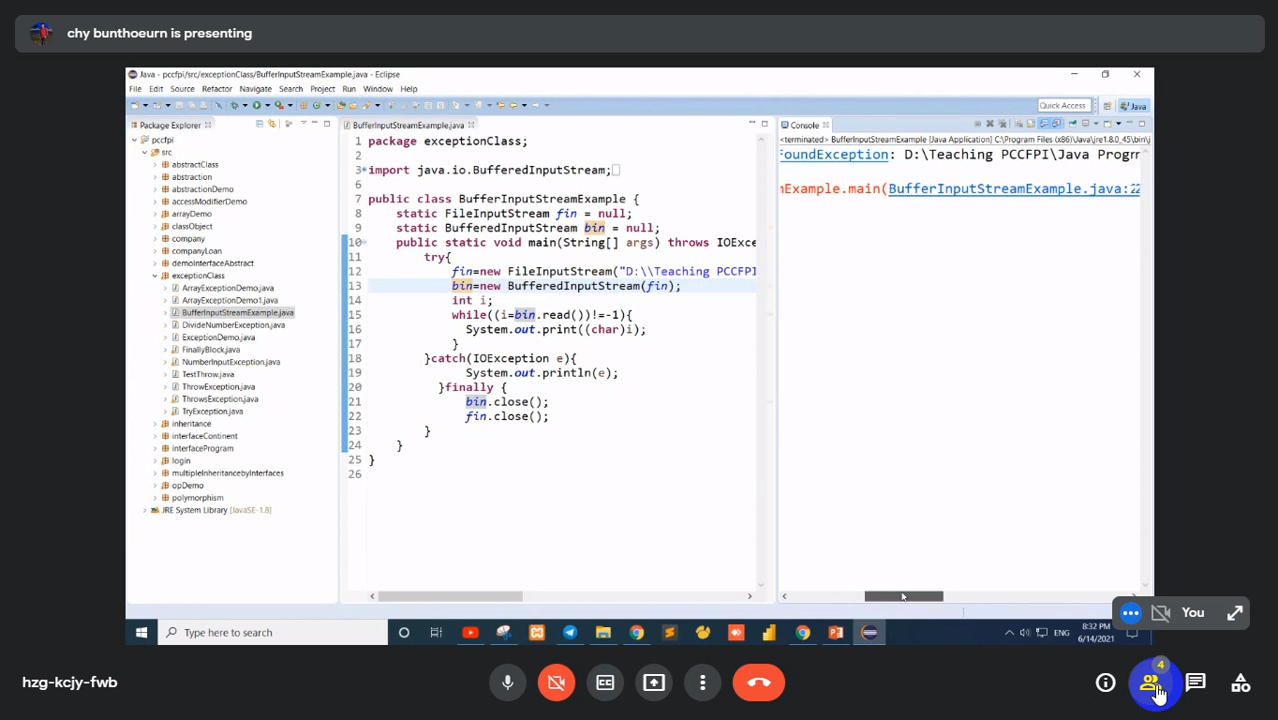 chy bunthoeurn is presenting
Java - pccfpi/src/exceptionClass/BufferInputStreamExample.java - Eclipse
File Edit Source Refactor Navigate Search Project Run Window Help
Quick Access
Java
Package Explorer
BufferInputStreamExample.java
Console
pccfpi
src
abstractClass
abstraction
abstractionDemo
accessModifierDemo
arrayDemo
classObject
company
companyLoan
demoInterfaceAbstract
exceptionClass
ArrayExceptionDemo.java
ArrayExceptionDemo1.java
BufferInputStreamExample.java
DivideNumberException.java
ExceptionDemo.java
FinallyBlock.java
NumberInputException.java
TestThrow.java
ThrowException.java
ThrowsException.java
TryException.java
inheritance
interfaceContinent
interfaceProgram
login
multipleInheritancebyInterfaces
opDemo
polymorphism
JRE System Library [JavaSE-1.8]
1 package exceptionClass;
2
3 import java.io.BufferedInputStream;
6
7 public class BufferInputStreamExample {
8 static FileInputStream fin = null;
9 static BufferedInputStream bin = null;
10 public static void main(String[] args) throws IOExce
11 try{
12 fin=new FileInputStream("D:\\Teaching PCCFPI
13 bin=new BufferedInputStream(fin);
14 int i;
15 while((i=bin.read())!=-1){
16 System.out.print((char)i);
17 }
18 }catch(IOException e){
19 System.out.println(e);
20 }finally {
21 bin.close();
22 fin.close();
23 }
24 }
25 }
26
<terminated> BufferInputStreamExample [Java Application] C:\Program Files (x86)\Java\jre1.8.0_45\bin\j
FoundException: D:\Teaching PCCFPI\Java Progr
mExample.main(BufferInputStreamExample.java:22
Type here to search
ENG
8:32 PM
6/14/2021
You
hzg-kcjy-fwb
4